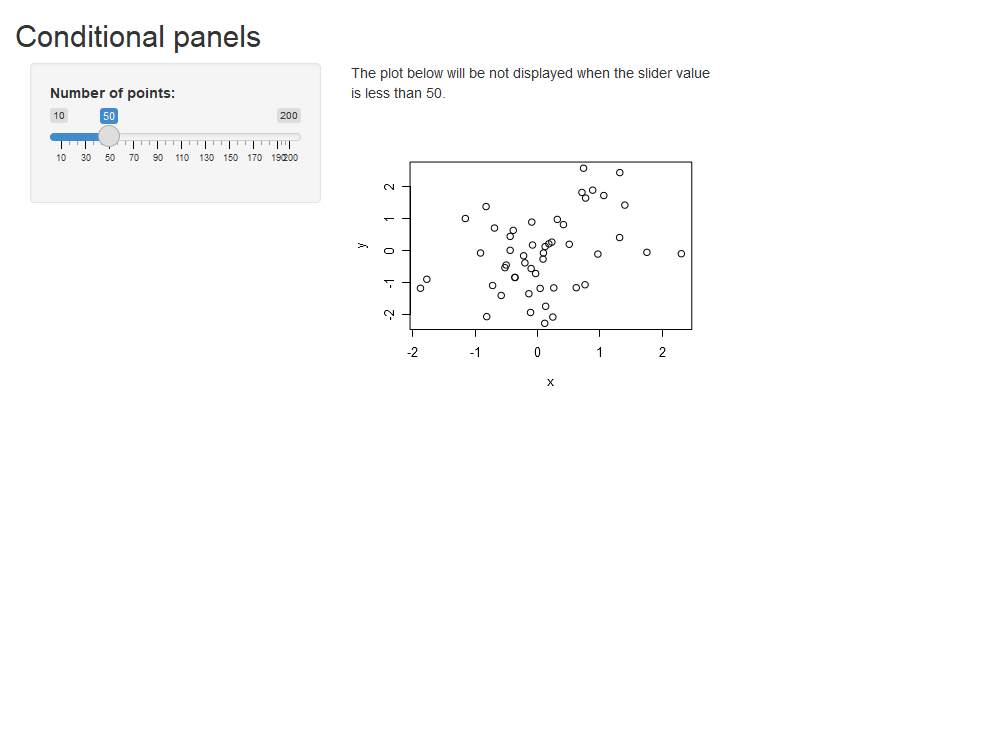 Conditional panels
Number of points:
10 50 200
10 30 50 70 90 110 130 150 170 190 200
The plot below will be not displayed when the slider value
is less than 50.
2
1
0
-1
-2
y
-2 -1 0 1 2
x